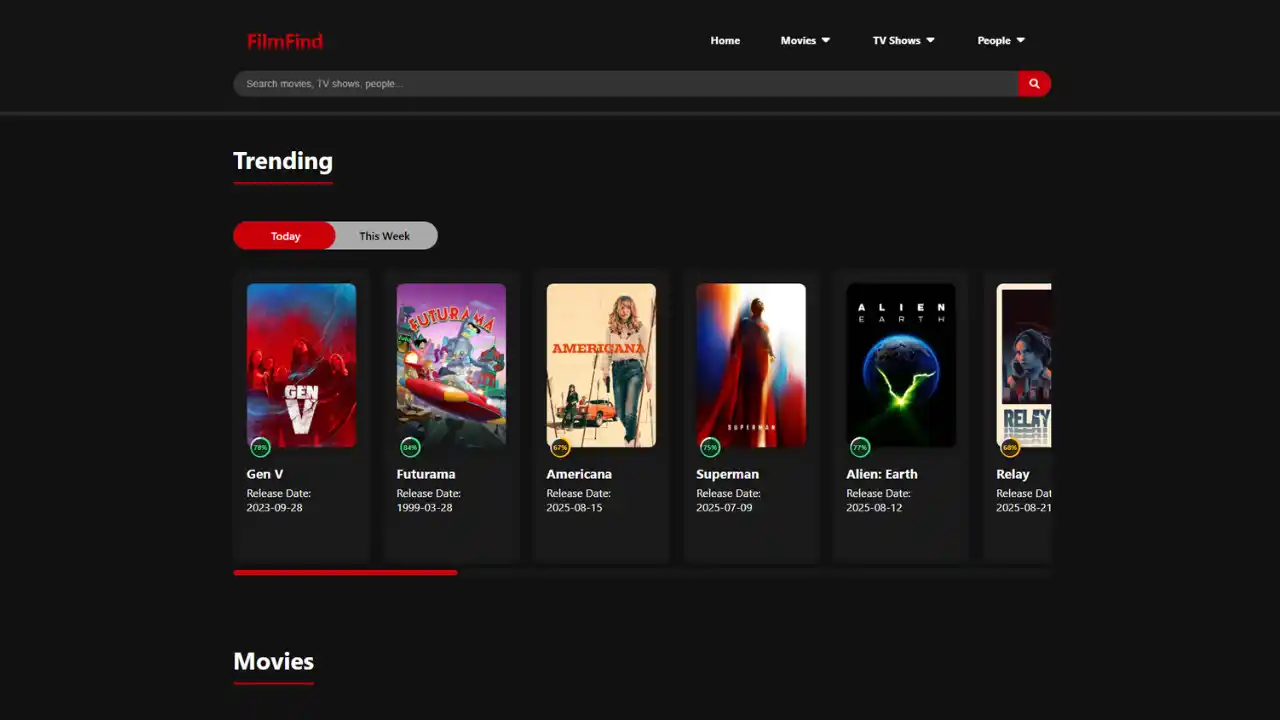 FilmFind
Home
Movies
TV Shows
People
Search movies, TV shows, people...
Trending
Today
This Week
GEN V
FUTURAMA
AMERICANA
SUPERMAN
ALIEN
EARTH
RELAY
78%
84%
67%
75%
77%
68%
Gen V
Futurama
Americana
Superman
Alien: Earth
Relay
Release Date:
2023-09-28
Release Date:
1999-03-28
Release Date:
2025-08-15
Release Date:
2025-07-09
Release Date:
2025-08-12
Release Dat
2025-08-21
Movies